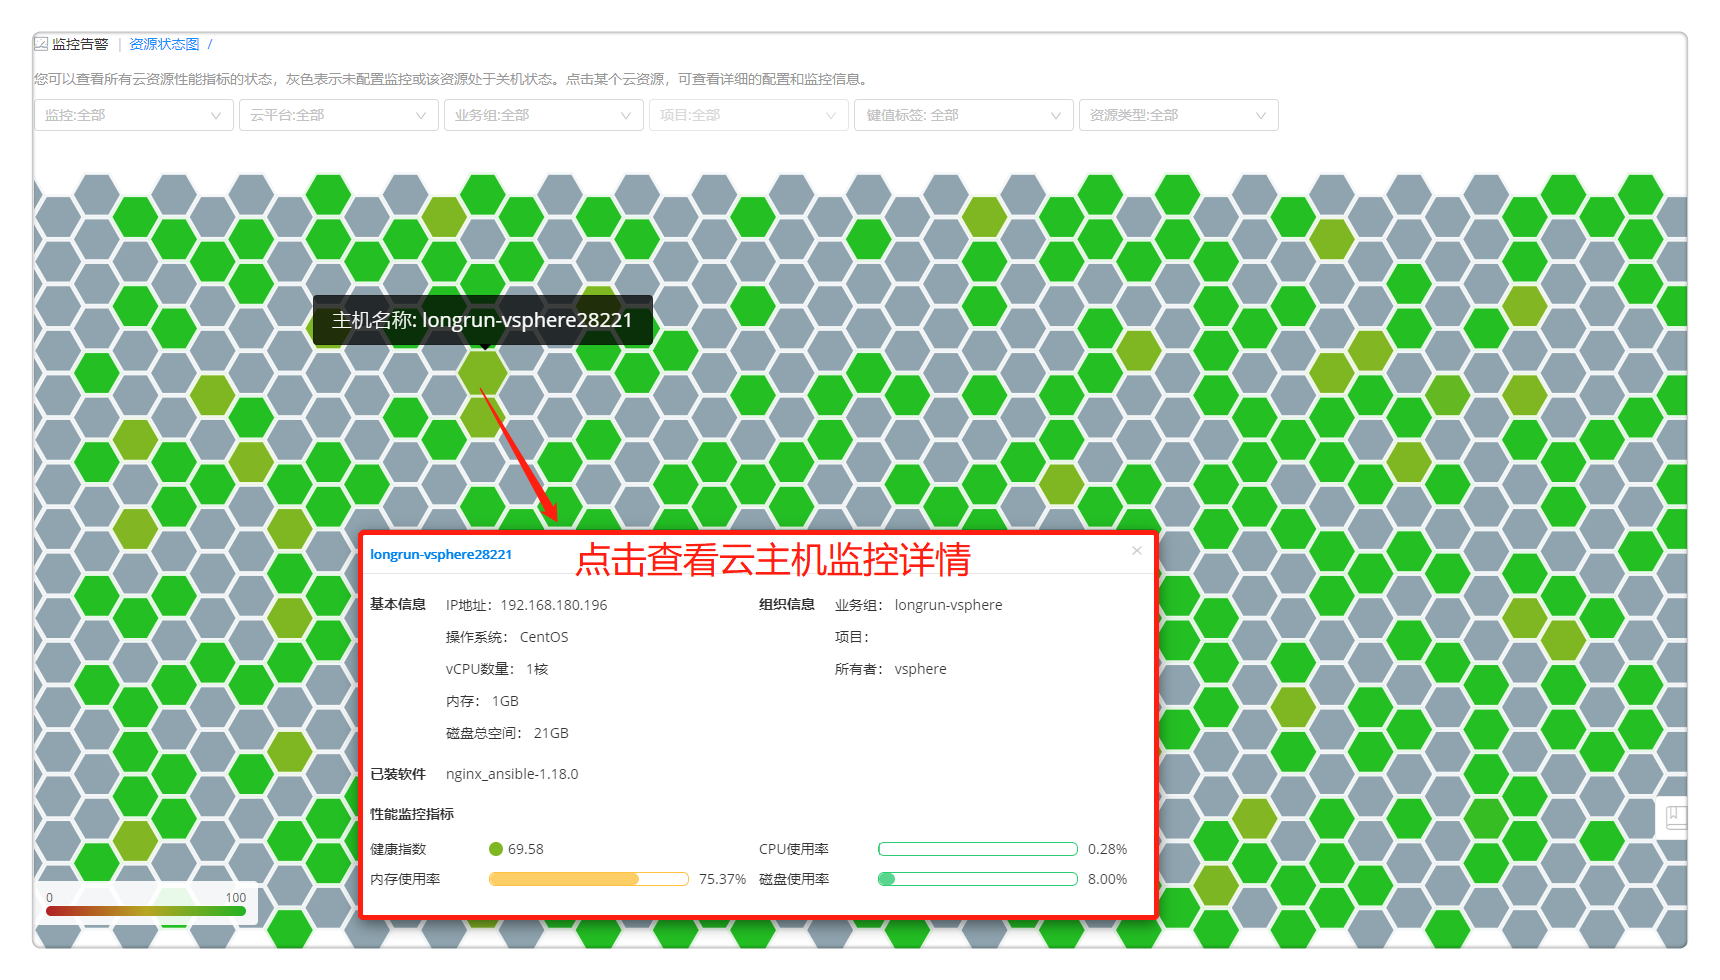 监控告警 | 资源状态图 /
您可以查看所有云资源性能指标的状态，灰色表示未配置监控或该资源处于关机状态。点击某个云资源，可查看详细的配置和监控信息。
监控:全部 云平台:全部 业务组:全部 项目:全部 键值标签: 全部 资源类型:全部
主机名称: longrun-vsphere28221
longrun-vsphere28221 点击查看云主机监控详情 ×
基本信息 IP地址: 192.168.180.196 组织信息 业务组: longrun-vsphere
操作系统: CentOS 项目:
vCPU数量: 1核 所有者: vsphere
内存: 1GB
磁盘总空间: 21GB
已装软件 nginx_ansible-1.18.0
性能监控指标
健康指数 69.58 CPU使用率 0.28%
内存使用率 75.37% 磁盘使用率 8.00%
0 100